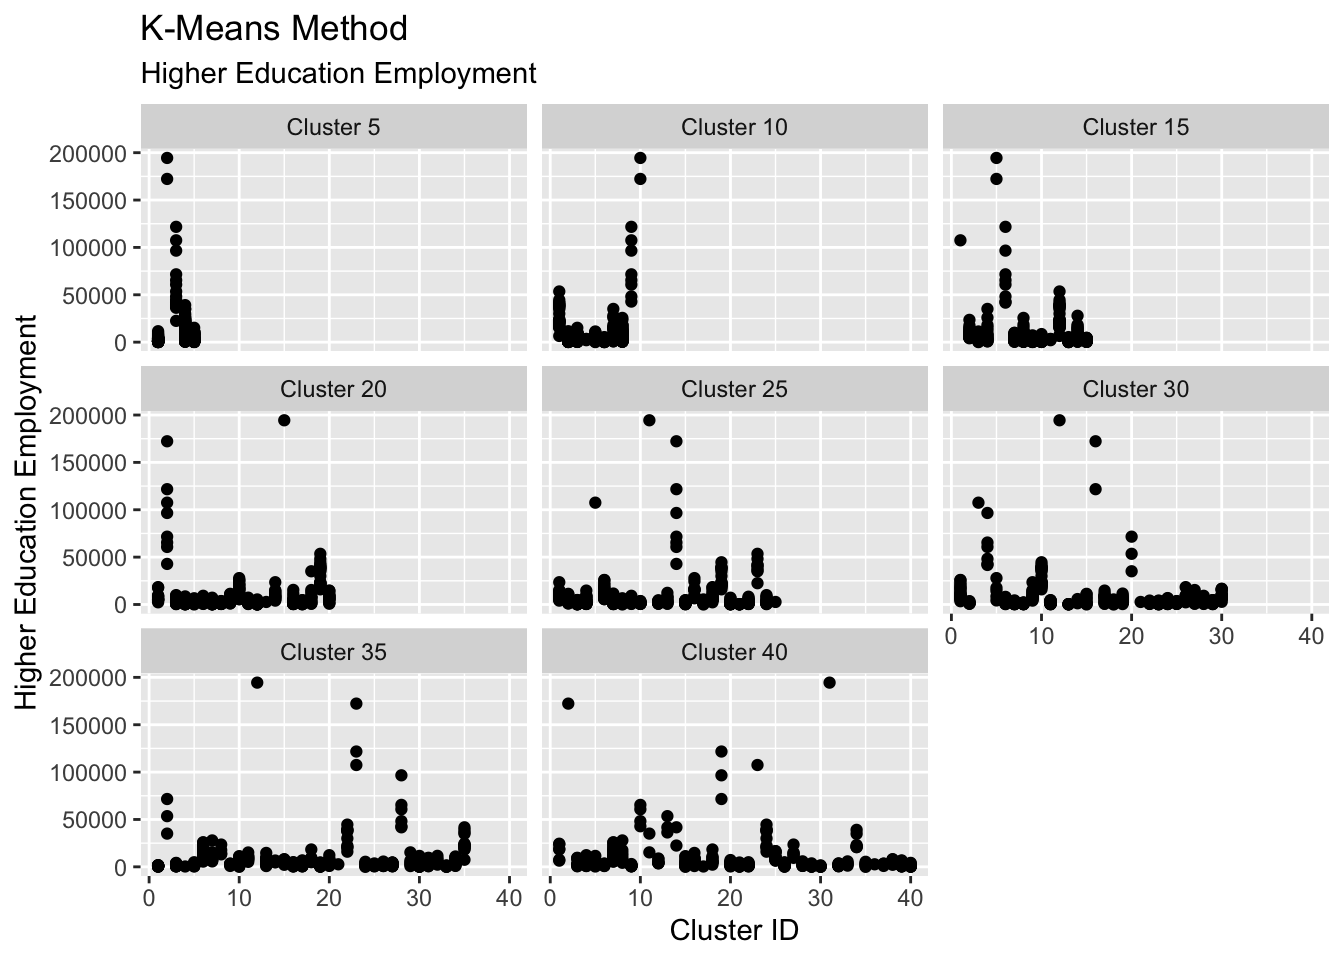 K-Means Method
Higher Education Employment
Cluster 5
Cluster 10
Cluster 15
200000
150000
100000
50000
0
Cluster 20
Cluster 25
Cluster 30
200000
150000
100000
50000
0
0 10 20 30 40
Cluster 35
Cluster 40
200000
150000
100000
50000
0
0 10 20 30 40
0 10 20 30 40
Higher Education Employment
Cluster ID